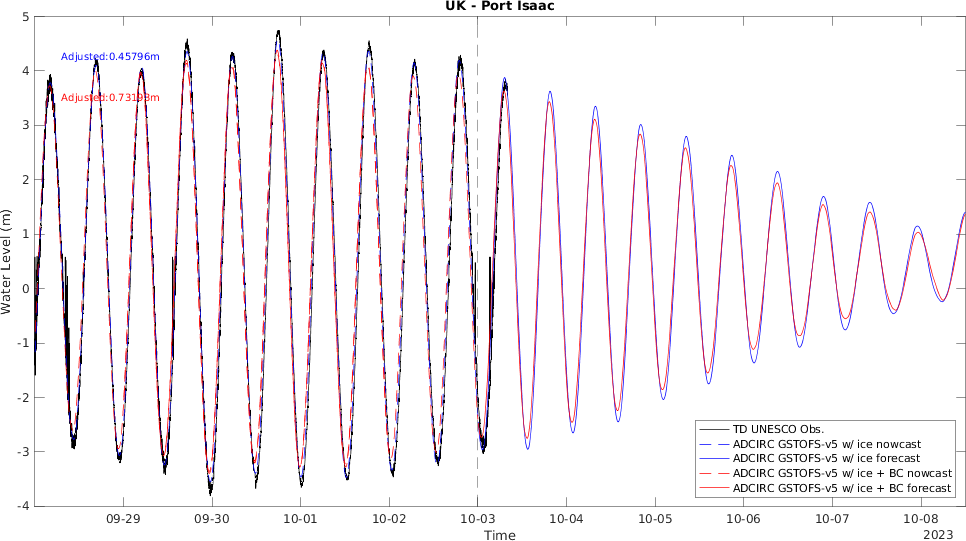 UK - Port Isaac
Water Level (m)
5
4
3
2
1
0
-1
-2
-3
-4
Adjusted:0.45796m
Adjusted:0.73193m
TD UNESCO Obs.
ADCIRC GSTOFS-v5 w/ ice nowcast
ADCIRC GSTOFS-v5 w/ ice forecast
ADCIRC GSTOFS-v5 w/ ice + BC nowcast
ADCIRC GSTOFS-v5 w/ ice + BC forecast
09-29 09-30 10-01 10-02 10-03 10-04 10-05 10-06 10-07 10-08
Time
2023